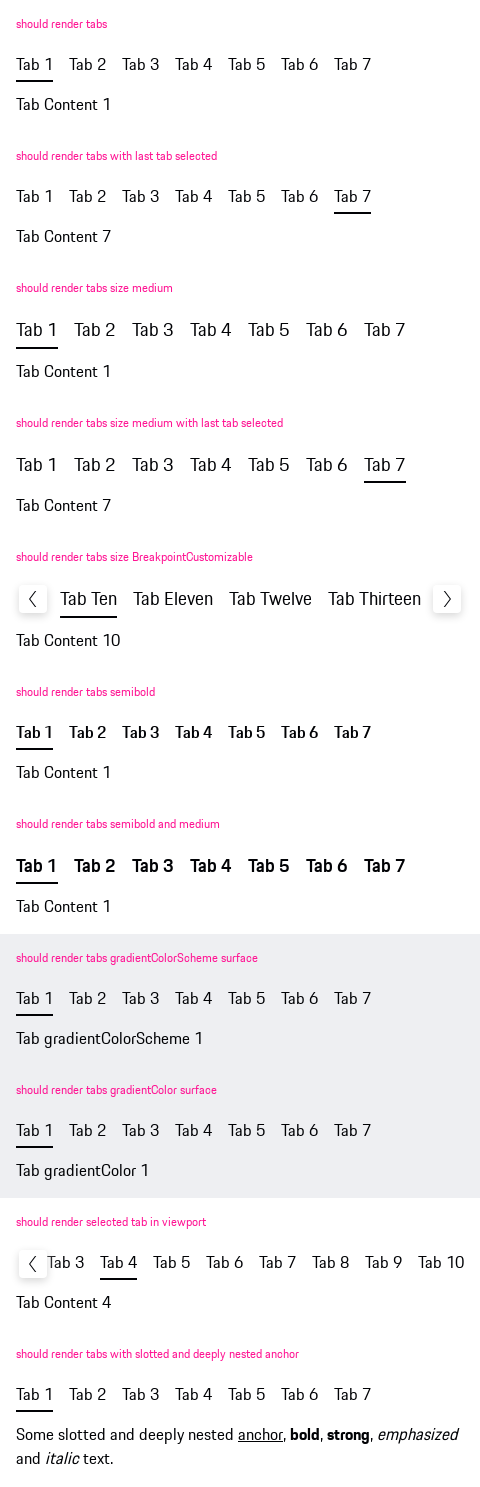 should render tabs
Tab 1 Tab 2 Tab 3 Tab 4 Tab 5 Tab 6 Tab 7
Tab Content 1
should render tabs with last tab selected
Tab 1 Tab 2 Tab 3 Tab 4 Tab 5 Tab 6 Tab 7
Tab Content 7
should render tabs size medium
Tab 1 Tab 2 Tab 3 Tab 4 Tab 5 Tab 6 Tab 7
Tab Content 1
should render tabs size medium with last tab selected
Tab 1 Tab 2 Tab 3 Tab 4 Tab 5 Tab 6 Tab 7
Tab Content 7
should render tabs size BreakpointCustomizable
Tab Ten Tab Eleven Tab Twelve Tab Thirteen
Tab Content 10
should render tabs semibold
Tab 1 Tab 2 Tab 3 Tab 4 Tab 5 Tab 6 Tab 7
Tab Content 1
should render tabs semibold and medium
Tab 1 Tab 2 Tab 3 Tab 4 Tab 5 Tab 6 Tab 7
Tab Content 1
should render tabs gradientColorScheme surface
Tab 1 Tab 2 Tab 3 Tab 4 Tab 5 Tab 6 Tab 7
Tab gradientColorScheme 1
should render tabs gradientColor surface
Tab 1 Tab 2 Tab 3 Tab 4 Tab 5 Tab 6 Tab 7
Tab gradientColor 1
should render selected tab in viewport
Tab 3 Tab 4 Tab 5 Tab 6 Tab 7 Tab 8 Tab 9 Tab 10
Tab Content 4
should render tabs with slotted and deeply nested anchor
Tab 1 Tab 2 Tab 3 Tab 4 Tab 5 Tab 6 Tab 7
Some slotted and deeply nested anchor, bold, strong, emphasized
and italic text.